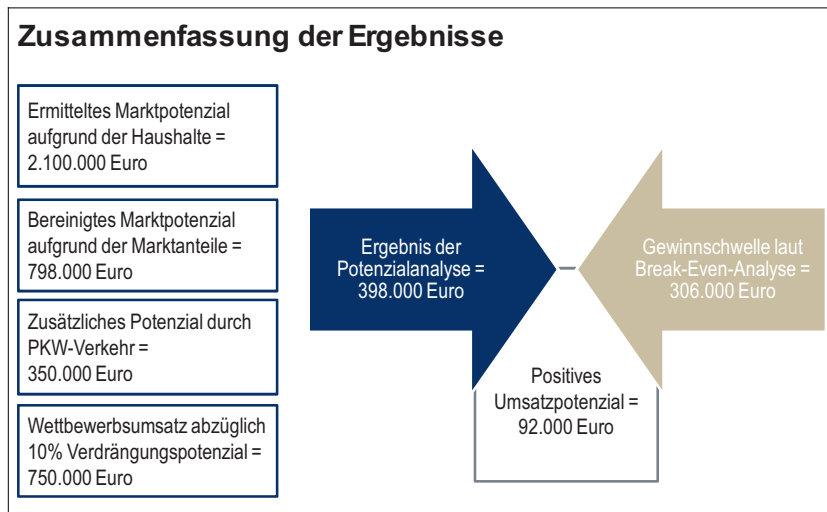 Zusammenfassung der Ergebnisse
Ermitteltes Marktpotenzial
aufgrund der Haushalte =
2.100.000 Euro
Bereinigtes Marktpotenzial
aufgrund der Marktanteile =
798.000 Euro
Zusätzliches Potenzial durch
PKW-Verkehr =
350.000 Euro
Wettbewerbsumsatz abzüglich
10% Verdrängungspotenzial =
750.000 Euro
Ergebnis der
Potenzialanalyse =
398.000 Euro
Gewinnschwelle laut
Break-Even-Analyse =
306.000 Euro
Positives
Umsatzpotenzial =
92.000 Euro